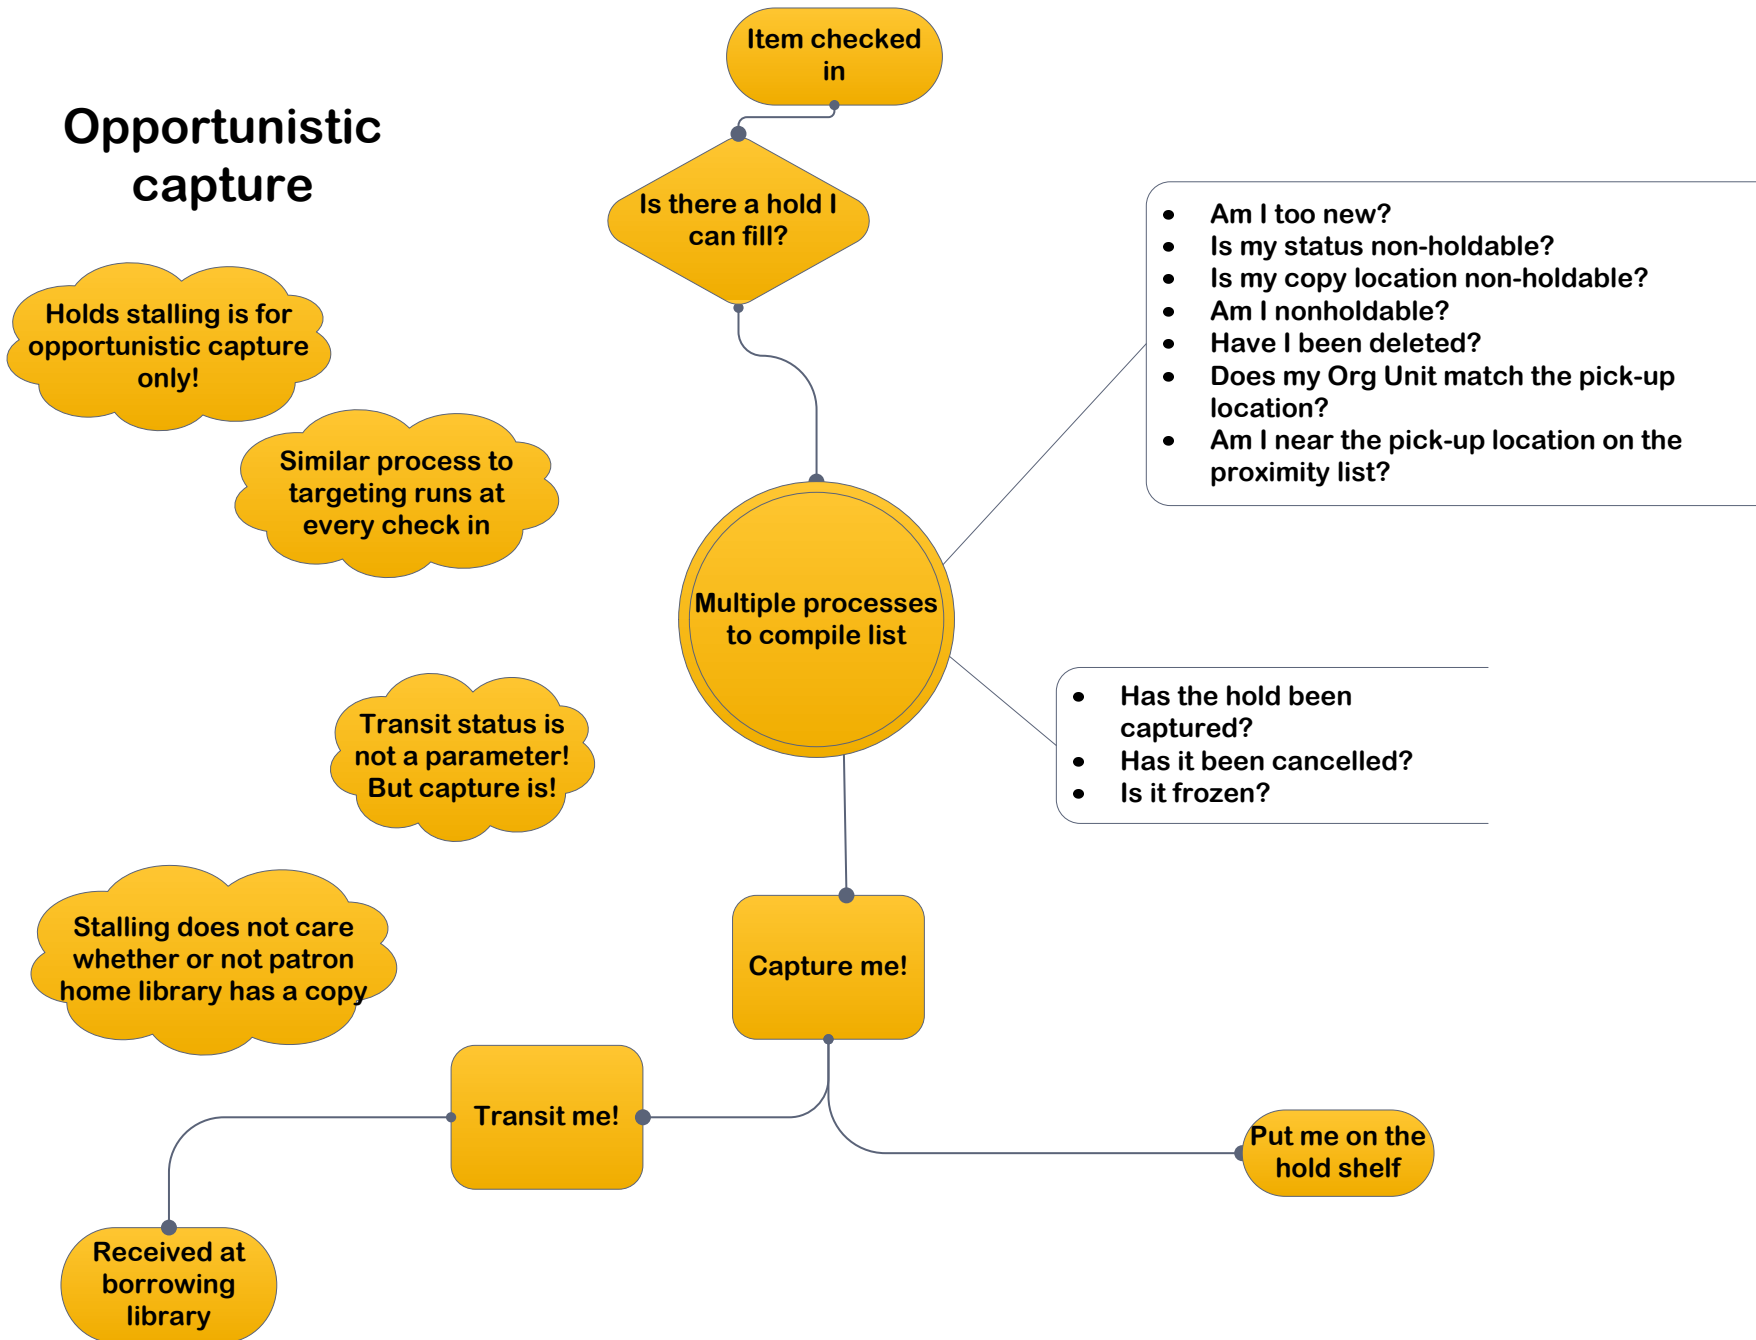 Item checked
in
Opportunistic
capture
Is there a hold I
can fill?
• Am I too new?
• Is my status non-holdable?
• Is my copy location non-holdable?
• Am I nonholdable?
• Have I been deleted?
• Does my Org Unit match the pick-up
location?
• Am I near the pick-up location on the
proximity list?
Holds stalling is for
opportunistic capture
only!
Similar process to
targeting runs at
every check in
Multiple processes
to compile list
Transit status is
not a parameter!
But capture is!
• Has the hold been
captured?
• Has it been cancelled?
• Is it frozen?
Stalling does not care
whether or not patron
home library has a copy
Capture me!
Transit me!
Put me on the
hold shelf
Received at
borrowing
library